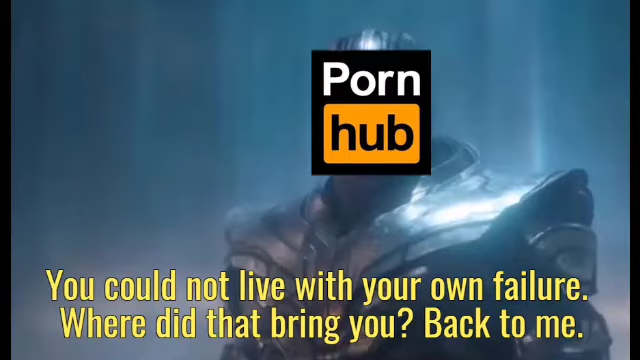 Porn
hub
You could not live with your own failure.
Where did that bring you? Back to me.